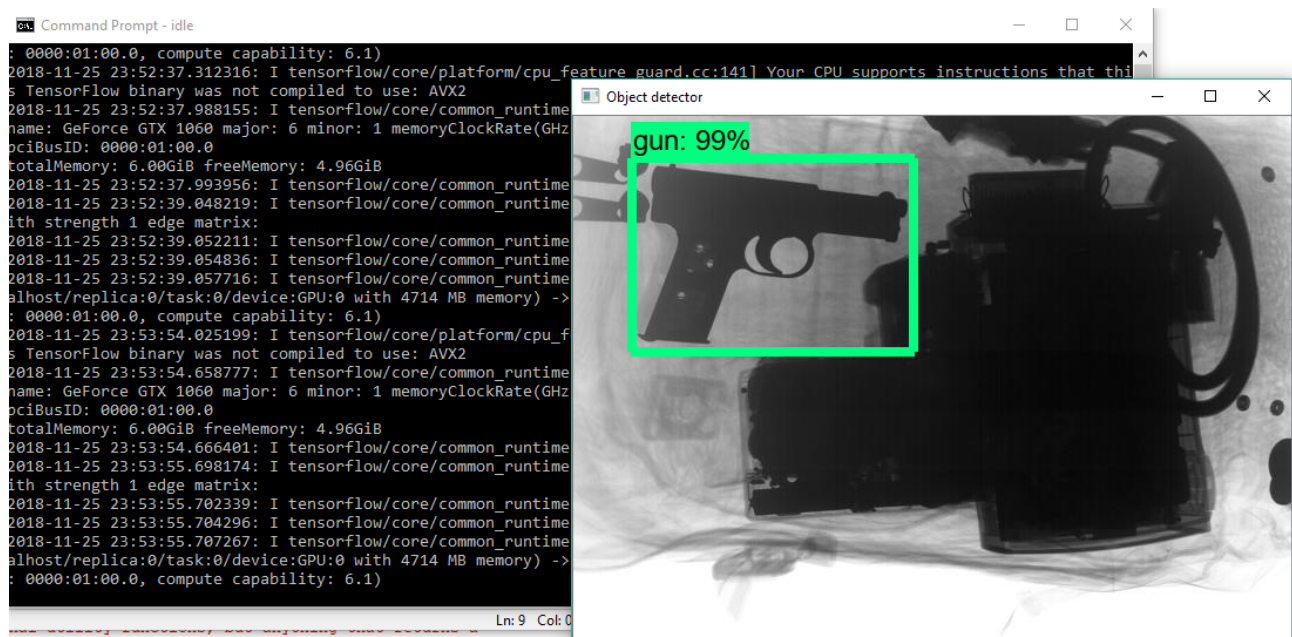 Command Prompt - idle
: 0000:01:00.0, compute capability: 6.1)
2018-11-25 23:52:37.312316: I tensorflow/core/platform/cpu_feature_guard.cc:141] Your CPU supports instructions that thi
s TensorFlow binary was not compiled to use: AVX2
2018-11-25 23:52:37.988155: I tensorflow/core/common_runtime
name: GeForce GTX 1060 major: 6 minor: 1 memoryClockRate(GHz
pciBusID: 0000:01:00.0
totalMemory: 6.00GiB freeMemory: 4.96GiB
2018-11-25 23:52:37.993956: I tensorflow/core/common_runtime
2018-11-25 23:52:39.048219: I tensorflow/core/common_runtime
ith strength 1 edge matrix:
2018-11-25 23:52:39.052211: I tensorflow/core/common_runtime
2018-11-25 23:52:39.054836: I tensorflow/core/common_runtime
2018-11-25 23:52:39.057716: I tensorflow/core/common_runtime
alhost/replica:0/task:0/device:GPU:0 with 4714 MB memory) ->
: 0000:01:00.0, compute capability: 6.1)
2018-11-25 23:53:54.025199: I tensorflow/core/platform/cpu_f
s TensorFlow binary was not compiled to use: AVX2
2018-11-25 23:53:54.658777: I tensorflow/core/common_runtime
name: GeForce GTX 1060 major: 6 minor: 1 memoryClockRate(GHz
pciBusID: 0000:01:00.0
totalMemory: 6.00GiB freeMemory: 4.96GiB
2018-11-25 23:53:54.666401: I tensorflow/core/common_runtime
2018-11-25 23:53:55.698174: I tensorflow/core/common_runtime
ith strength 1 edge matrix:
2018-11-25 23:53:55.702339: I tensorflow/core/common_runtime
2018-11-25 23:53:55.704296: I tensorflow/core/common_runtime
2018-11-25 23:53:55.707267: I tensorflow/core/common_runtime
alhost/replica:0/task:0/device:GPU:0 with 4714 MB memory) ->
: 0000:01:00.0, compute capability: 6.1)
Ln: 9 Col: 0
Object detector
gun: 99%